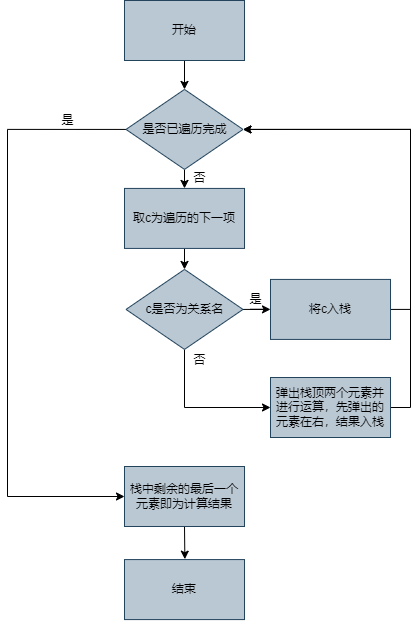 开始
是
是否已遍历完成
否
取c为遍历的下一项
c是否为关系名
是
将c入栈
否
弹出栈顶两个元素并
进行运算，先弹出的
元素在右，结果入栈
栈中剩余的最后一个
元素即为计算结果
结束